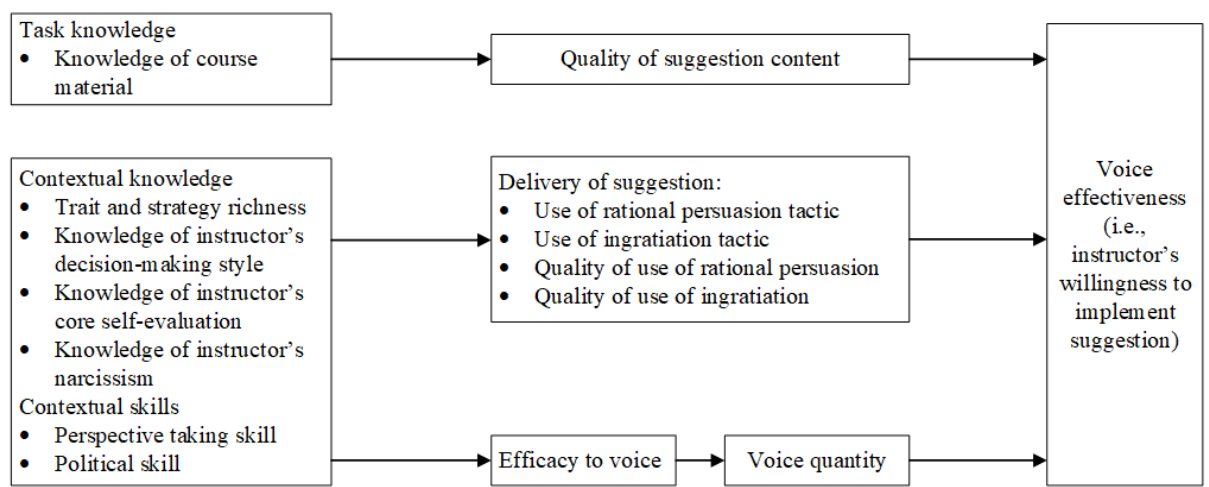 Task knowledge
• Knowledge of course
material
Quality of suggestion content
Contextual knowledge
• Trait and strategy richness
• Knowledge of instructor's
decision-making style
• Knowledge of instructor's
core self-evaluation
• Knowledge of instructor's
narcissism
Contextual skills
• Perspective taking skill
• Political skill
Delivery of suggestion:
• Use of rational persuasion tactic
• Use of ingratiation tactic
• Quality of use of rational persuasion
• Quality of use of ingratiation
Efficacy to voice
Voice quantity
Voice
effectiveness
(i.e.,
instructor's
willingness to
implement
suggestion)